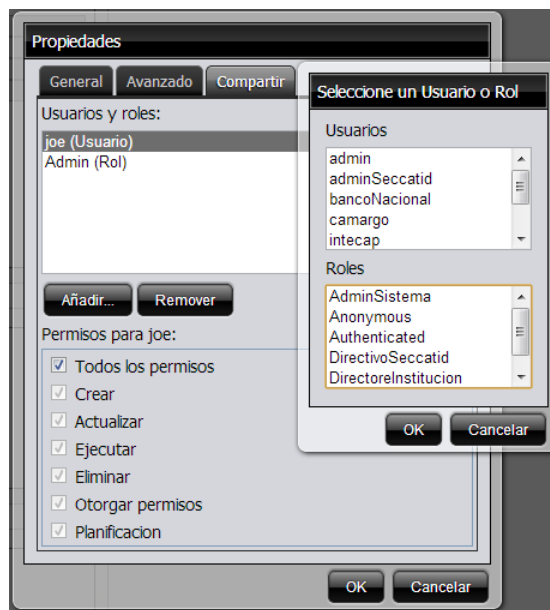 Propiedades
General Avanzado Compartir
Usuarios y roles:
joe (Usuario)
Admin (Rol)
Añadir... Remover
Permisos para joe:
Todos los permisos
Crear
Actualizar
Ejecutar
Eliminar
Otorgar permisos
Planificacion
OK Cancelar
Seleccione un Usuario o Rol
Usuarios
admin
adminSeccatid
bancoNacional
camargo
intecap
Roles
AdminSistema
Anonymous
Authenticated
DirectivoSeccatid
DirectoreInstitucion
OK Cancelar